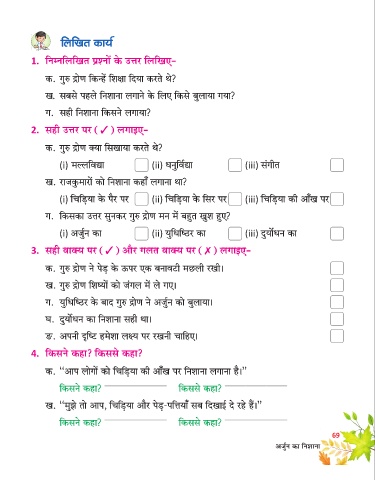 लिखित कार्य
1. निम्नलिखित प्रश्नों के उत्तर लिखिए–
क. गुरु द्रोण किन्हें शिक्षा दिया करते थे?
ख. सबसे पहले निशाना लगाने के लिए किसे बुलाया गया?
ग. सही निशाना किसने लगाया?
2. सही उत्तर पर (✓) लगाइए–
क. गुरु द्रोण क्या सिखाया करते थे?
(i) मल्लविद्या (ii) धनुर्विद्या (iii) संगीत
ख. राजकुमारों को निशाना कहाँ लगाना था?
(i) चिड़िया के पैर पर (ii) चिड़िया के सिर पर (iii) चिड़िया की आँख पर
ग. किसका उत्तर सुनकर गुरु द्रोण मन में बहुत खुश हुए?
(i) अर्जुन का (ii) युधिष्ठिर का (iii) दुर्योधन का
3. सही वाक्य पर (✓) और गलत वाक्य पर (✗) लगाइए–
क. गुरु द्रोण ने पेड़ के ऊपर एक बनावटी मछली रखी।
ख. गुरु द्रोण शिष्यों को जंगल में ले गए।
ग. युधिष्ठिर के बाद गुरु द्रोण ने अर्जुन को बुलाया।
घ. दुर्योधन का निशाना सही था।
ङ. अपनी दृष्टि हमेशा लक्ष्य पर रखनी चाहिए।
4. किसने कहा? किससे कहा?
क. “आप लोगों को चिड़िया की आँख पर निशाना लगाना है।”
किसने कहा? किससे कहा?
ख. “मुझे तो आप, चिड़िया और पेड़-पत्तियाँ सब दिखाई दे रहे हैं।”
किसने कहा? किससे कहा?
69
अर्जुन का निशाना